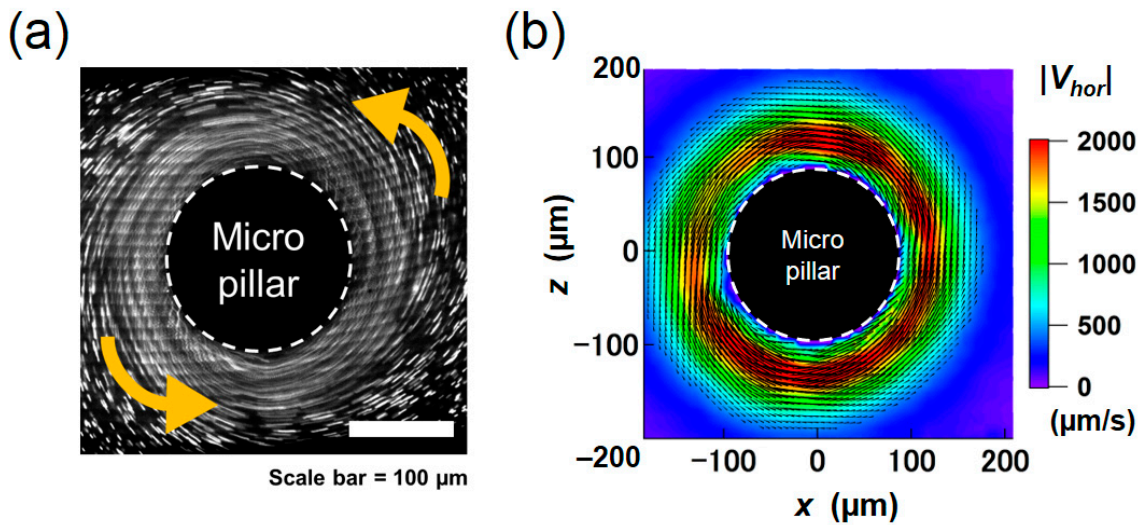 (a)
Micro
pillar
Scale bar = 100 µm
(b)
200
100
0
−100
−200
z (µm)
Micro
pillar
−100
0
100
200
x (µm)
|Vhor|
2000
1500
1000
500
0
(µm/s)